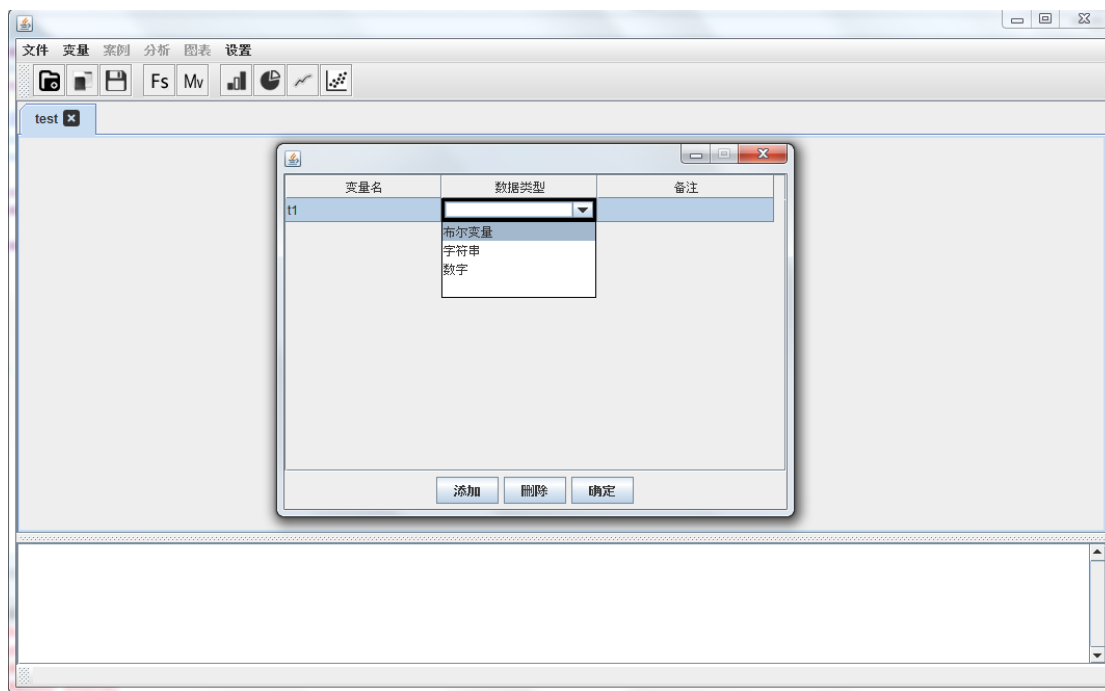 文件 变量 案例 分析 图表 设置
Fs Mv
test
变量名 数据类型 备注
t1
布尔变量
字符串
数字
添加 删除 确定